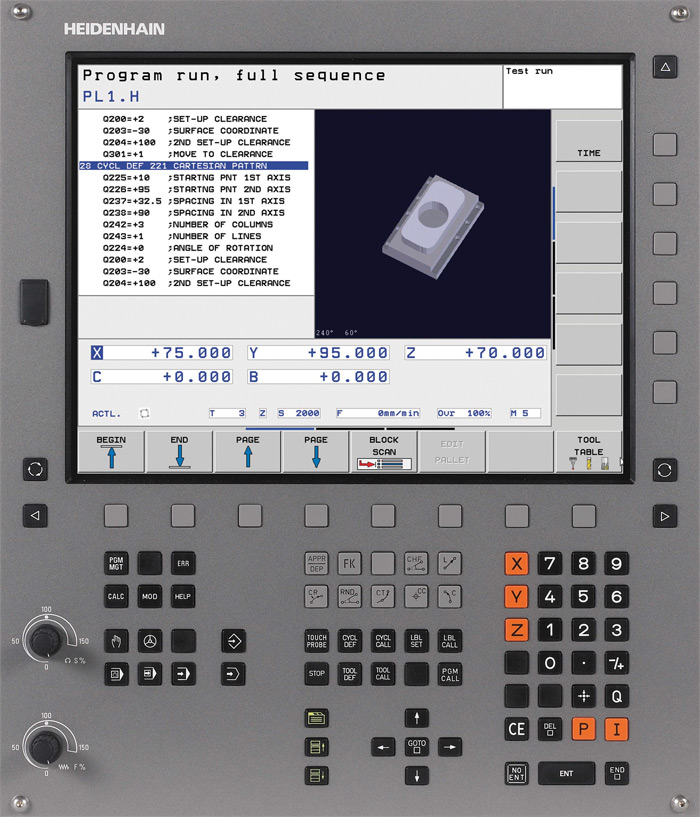 HEIDENHAIN
Program run, full sequence
Test run
PL1.H
Q200=+2 ;SET-UP CLEARANCE
Q203=-30 ;SURFACE COORDINATE
Q204=+100 ;2ND SET-UP CLEARANCE
Q301=+1 ;MOVE TO CLEARANCE
28 CYCL DEF 221 CARTESIAN PATTRN
Q225=+10 ;STARTNG PNT 1ST AXIS
Q226=+95 ;STARTNG PNT 2ND AXIS
Q237=+32.5 ;SPACING IN 1ST AXIS
Q238=+90 ;SPACING IN 2ND AXIS
Q242=+3 ;NUMBER OF COLUMNS
Q243=+1 ;NUMBER OF LINES
Q224=+0 ;ANGLE OF ROTATION
Q200=+2 ;SET-UP CLEARANCE
Q203=-30 ;SURFACE COORDINATE
Q204=+100 ;2ND SET-UP CLEARANCE
TIME
240° 60°
X +75.000 Y +95.000 Z +70.000
C +0.000 B +0.000
ACTL. T 3 Z S 2000 F 0mm/min Ovr 100% M 5
BEGIN END PAGE PAGE BLOCK SCAN EDIT PALLET TOOL TABLE
PGM MGT ERR APPR DEP FK CHF L X 7 8 9
CALC MOD HELP CR RND CT CC C Y 4 5 6
TOUCH PROBE CYCL DEF CYCL CALL LBL SET LBL CALL Z 1 2 3
STOP TOOL DEF TOOL CALL PGM CALL 0 . -/+
Q
CE DEL P I
GOTO
NO ENT ENT END
100
50 150
0 S %
100
50 150
0 F %